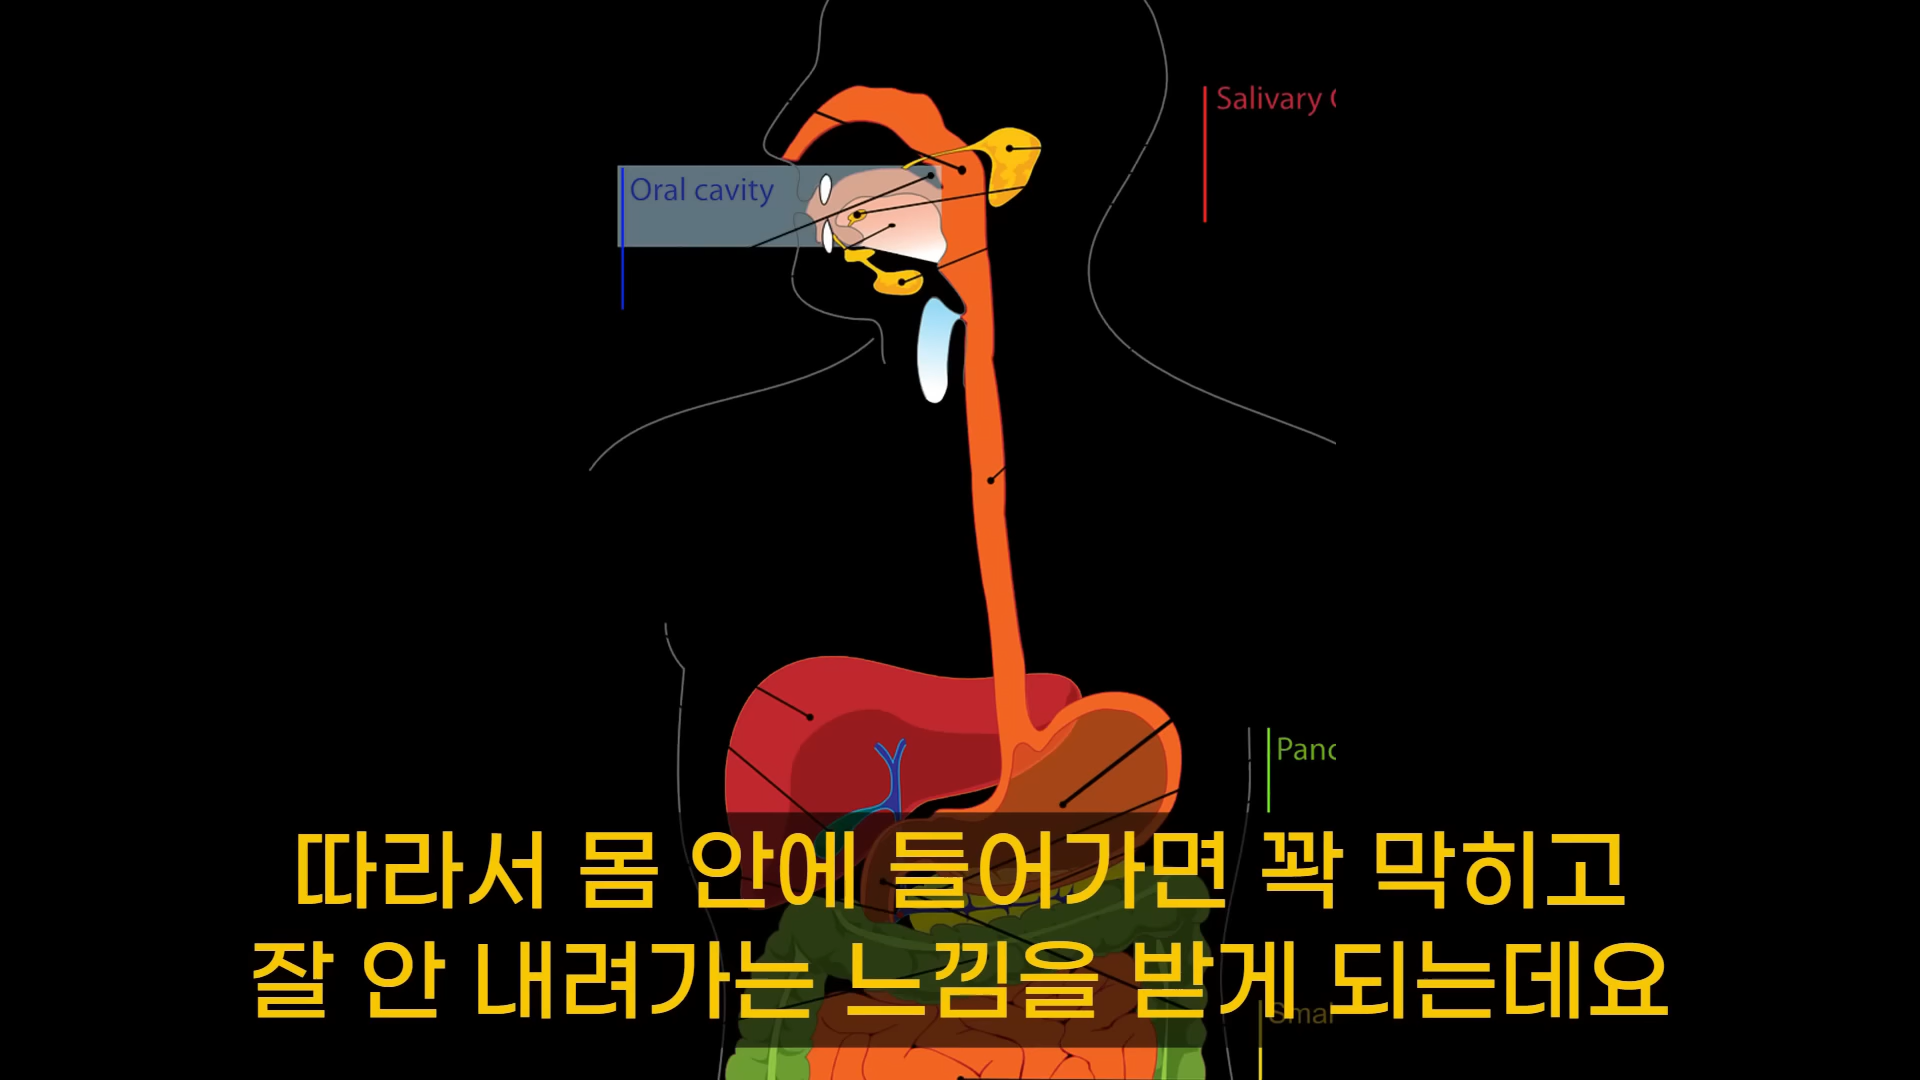 Salivary
Oral cavity
따라서 몸 안에 들어가면 꽉 막히고
잘 안 내려가는 느낌을 받게 되는데요